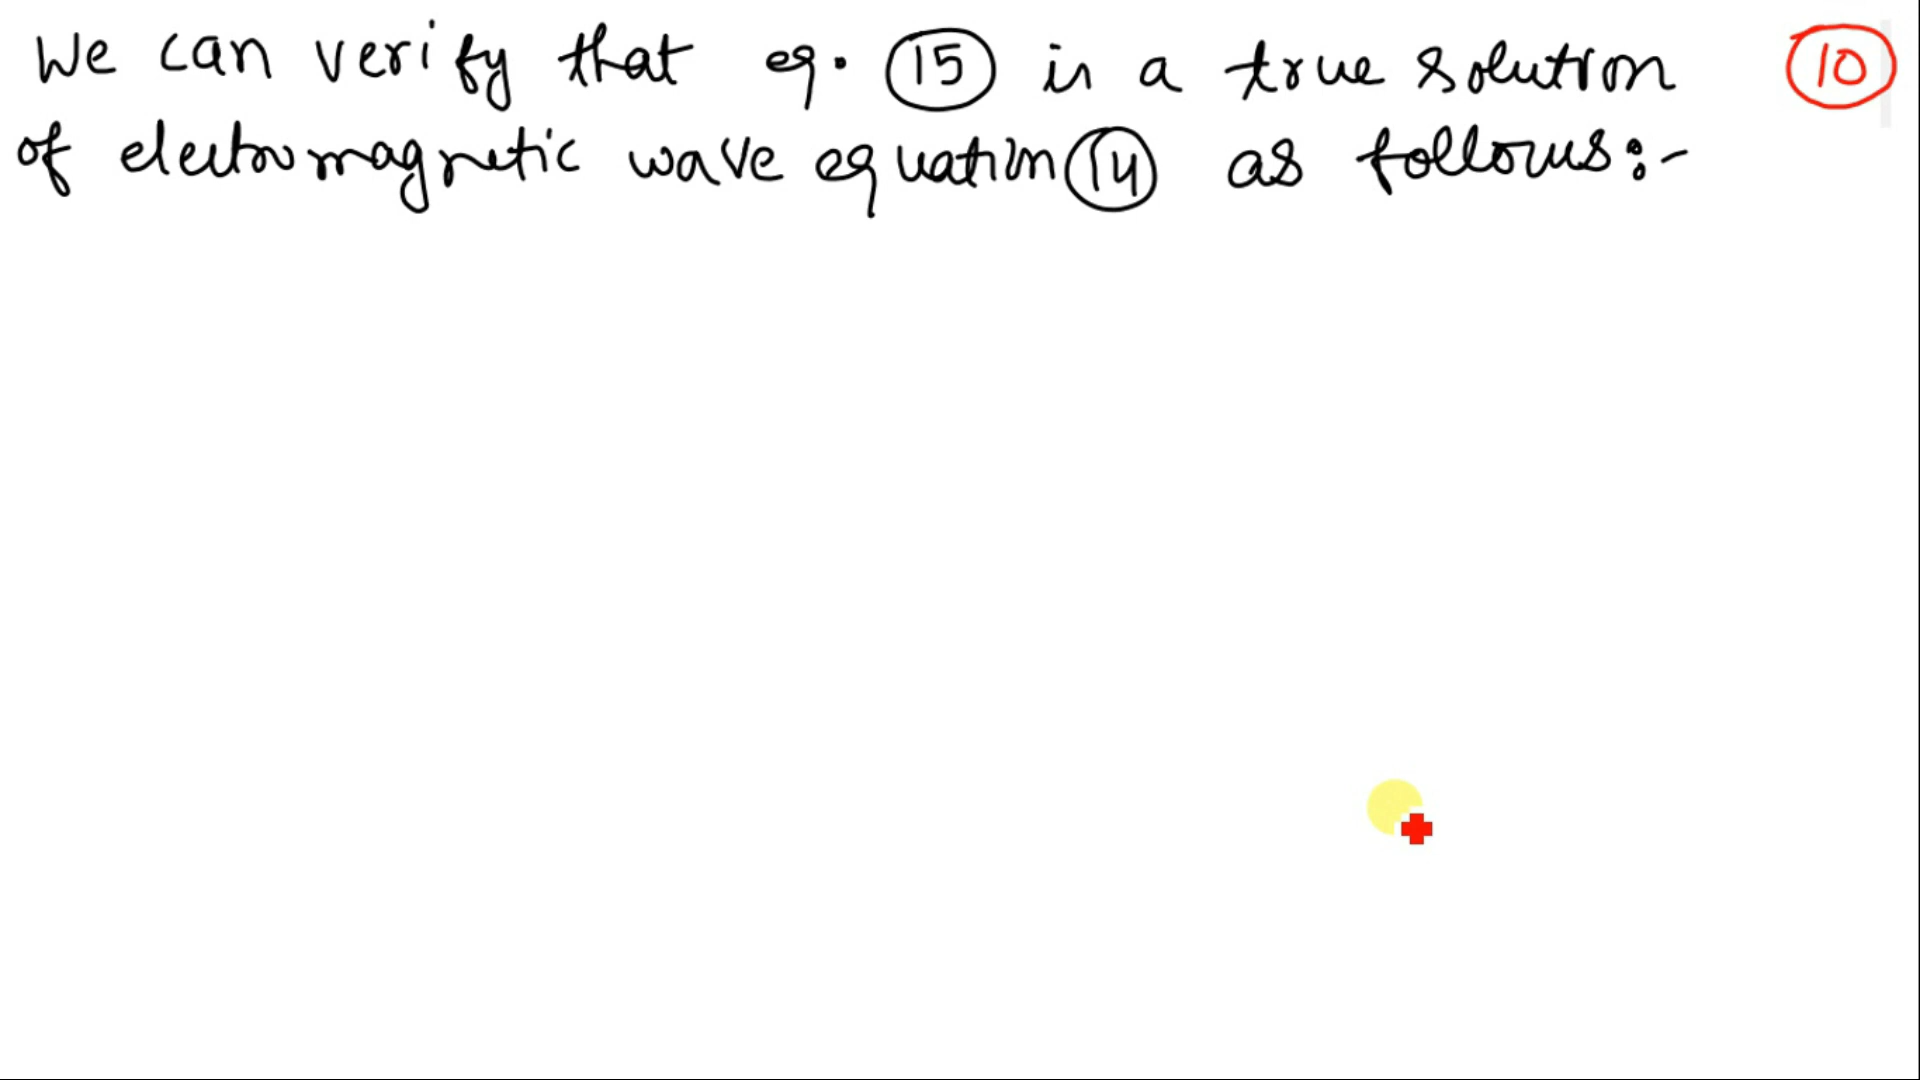 We can verify that eq. 15 is a true solution 10
of electromagnetic wave equation 14 as follows:-